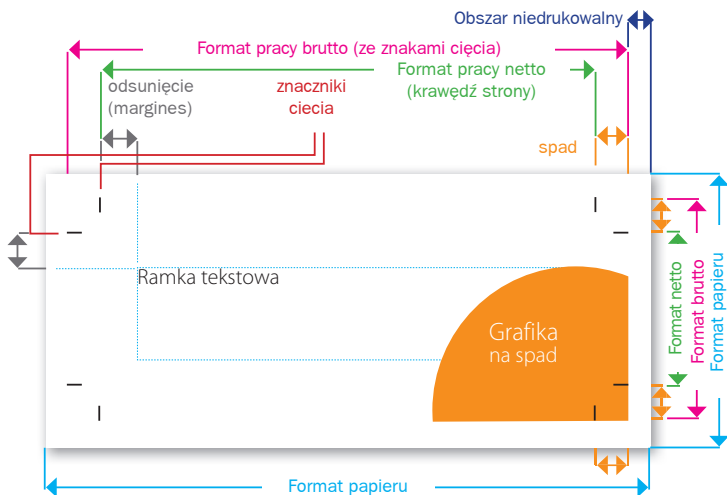 Obszar niedrukowalny
Format pracy brutto (ze znakami cięcia)
Format pracy netto
(krawędź strony)
odsunięcie
(margines)
znaczniki
ciecia
spad
Ramka tekstowa
Grafika
na spad
Format netto
Format brutto
Format papieru
Format papieru